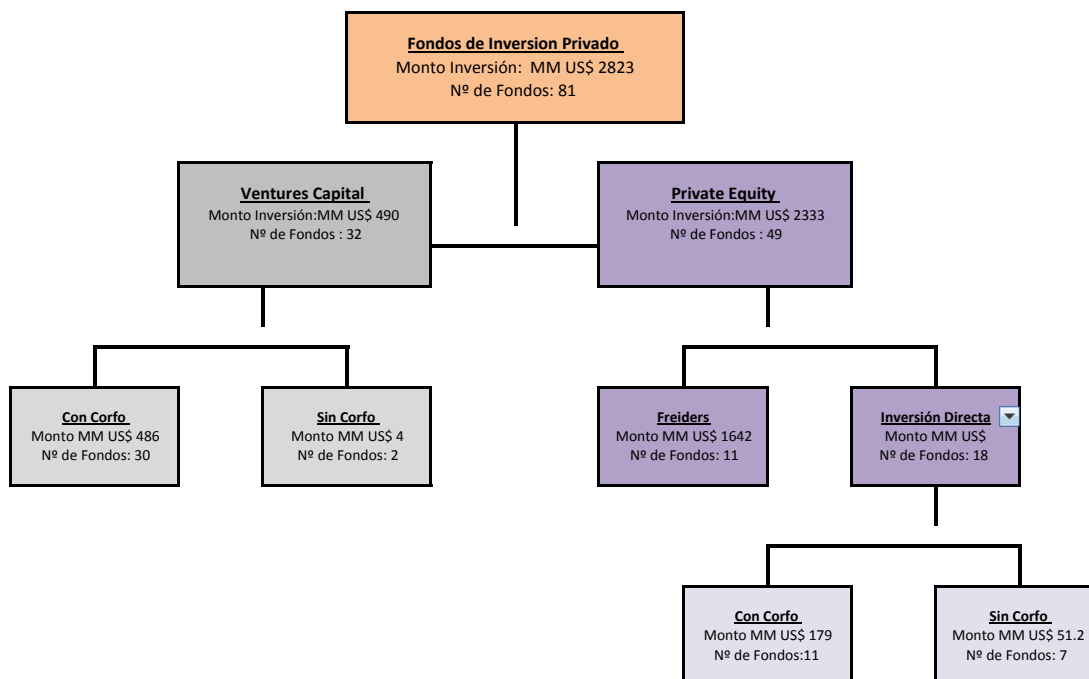 Fondos de Inversion Privado
Monto Inversión: MM US$ 2823
Nº de Fondos: 81
Ventures Capital
Monto Inversión:MM US$ 490
Nº de Fondos : 32
Private Equity
Monto Inversión:MM US$ 2333
Nº de Fondos : 49
Con Corfo
Monto MM US$ 486
Nº de Fondos: 30
Sin Corfo
Monto MM US$ 4
Nº de Fondos: 2
Freiders
Monto MM US$ 1642
Nº de Fondos: 11
Inversión Directa
Monto MM US$
Nº de Fondos: 18
Con Corfo
Monto MM US$ 179
Nº de Fondos:11
Sin Corfo
Monto MM US$ 51.2
Nº de Fondos: 7